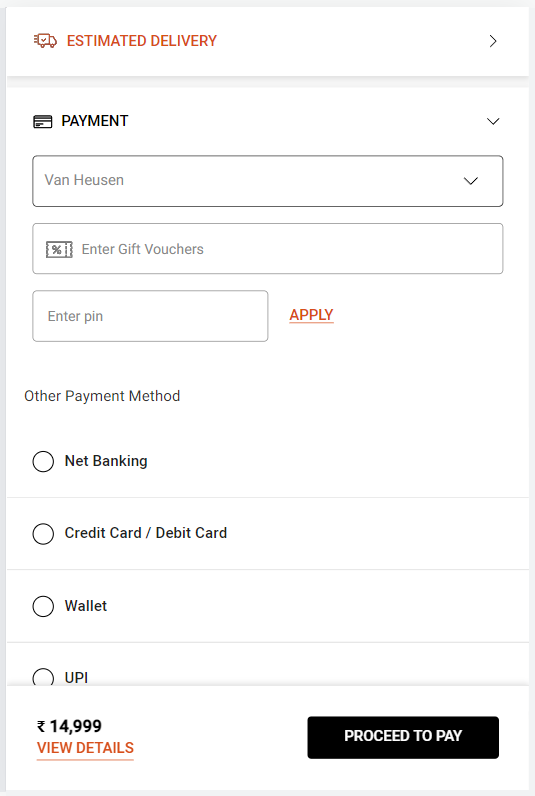 ESTIMATED DELIVERY
PAYMENT
Van Heusen
% Enter Gift Vouchers
Enter pin
APPLY
Other Payment Method
Net Banking
Credit Card / Debit Card
Wallet
UPI
₹ 14,999
VIEW DETAILS
PROCEED TO PAY